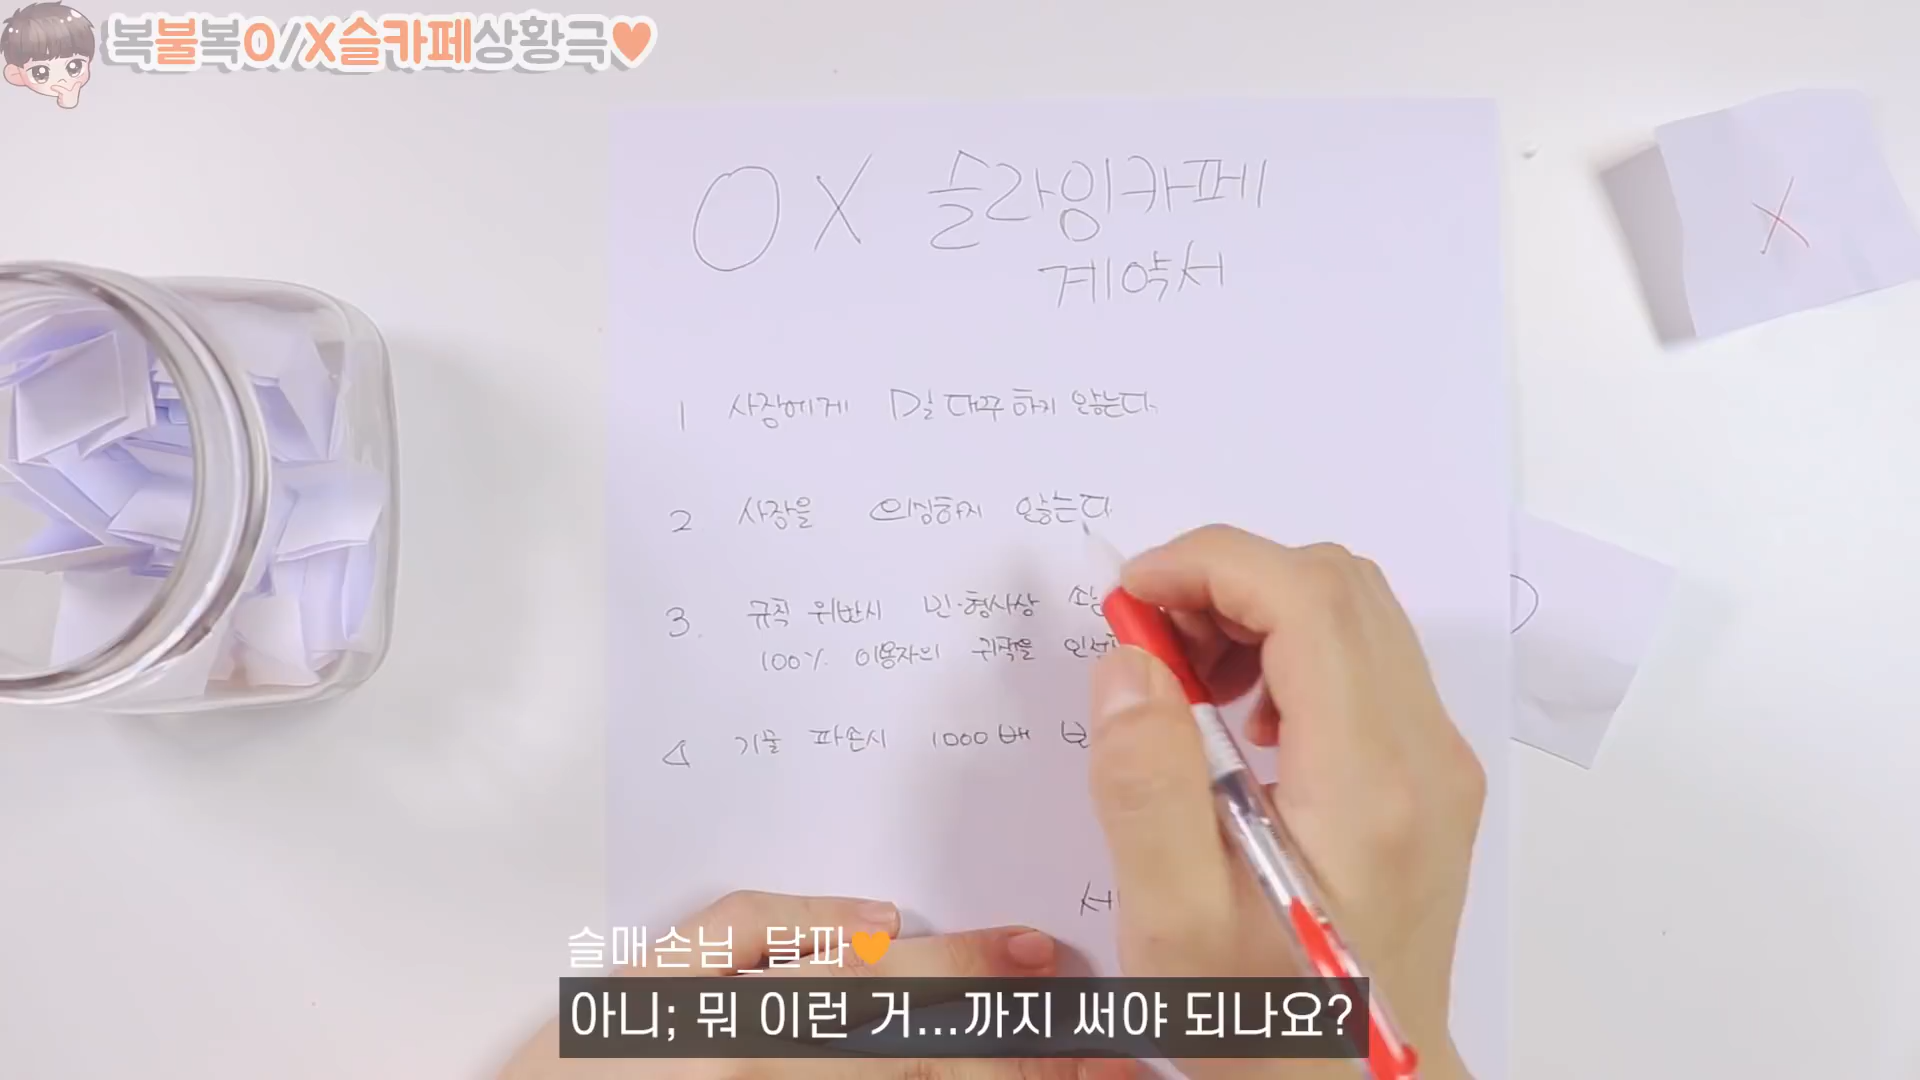 복불복O/X슬카페상황극
OX 슬라임카페
계약서
X
1 사장에게 말대꾸하지 않는다.
2 사장을 의심하지 않는다
3. 규칙 위반시 민·형사상
100% 이용자의 귀책을
4 기물 파손시 1000배
슬매손님_달파
아니; 뭐 이런 거...까지 써야 되나요?